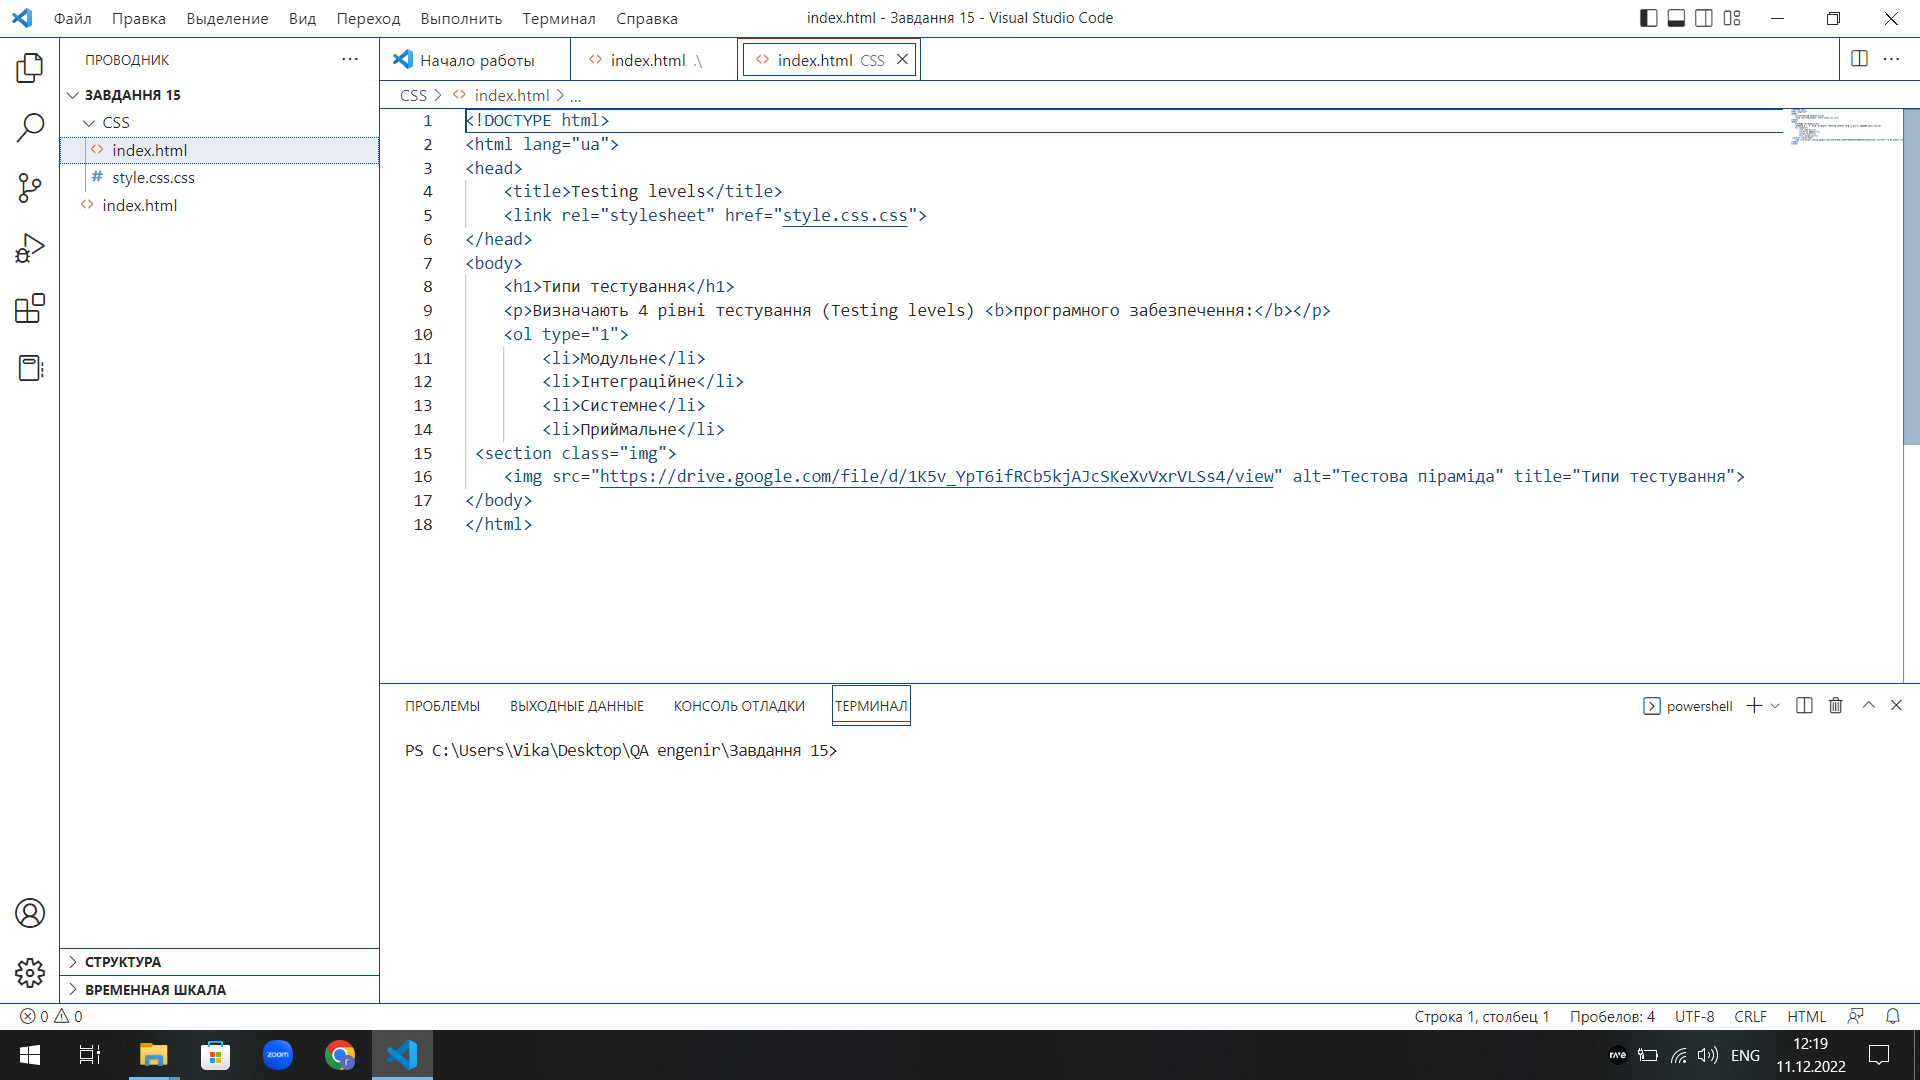 Файл Правка Выделение Вид Переход Выполнить Терминал Справка
index.html - Завдання 15 - Visual Studio Code
ПРОВОДНИК
ЗАВДАННЯ 15
CSS
index.html
# style.css.css
index.html
СТРУКТУРА
ВРЕМЕННАЯ ШКАЛА
Начало работы
index.html .\
index.html CSS
CSS > index.html > ...
1 <!DOCTYPE html>
2 <html lang="ua">
3 <head>
4 <title>Testing levels</title>
5 <link rel="stylesheet" href="style.css.css">
6 </head>
7 <body>
8 <h1>Типи тестування</h1>
9 <p>Визначають 4 рівні тестування (Testing levels) <b>програмного забезпечення:</b></p>
10 <ol type="1">
11 <li>Модульне</li>
12 <li>Інтеграційне</li>
13 <li>Системне</li>
14 <li>Приймальне</li>
15 <section class="img">
16 <img src="https://drive.google.com/file/d/1K5v_YpT6ifRCb5kjAJcSKeXvVxrVLSs4/view" alt="Тестова піраміда" title="Типи тестування">
17 </body>
18 </html>
ПРОБЛЕМЫ ВЫХОДНЫЕ ДАННЫЕ КОНСОЛЬ ОТЛАДКИ ТЕРМИНАЛ
powershell
PS C:\Users\Vika\Desktop\QA engenir\Завдання 15>
0 0
Строка 1, столбец 1 Пробелов: 4 UTF-8 CRLF HTML
zoom
r
ENG
12:19
11.12.2022